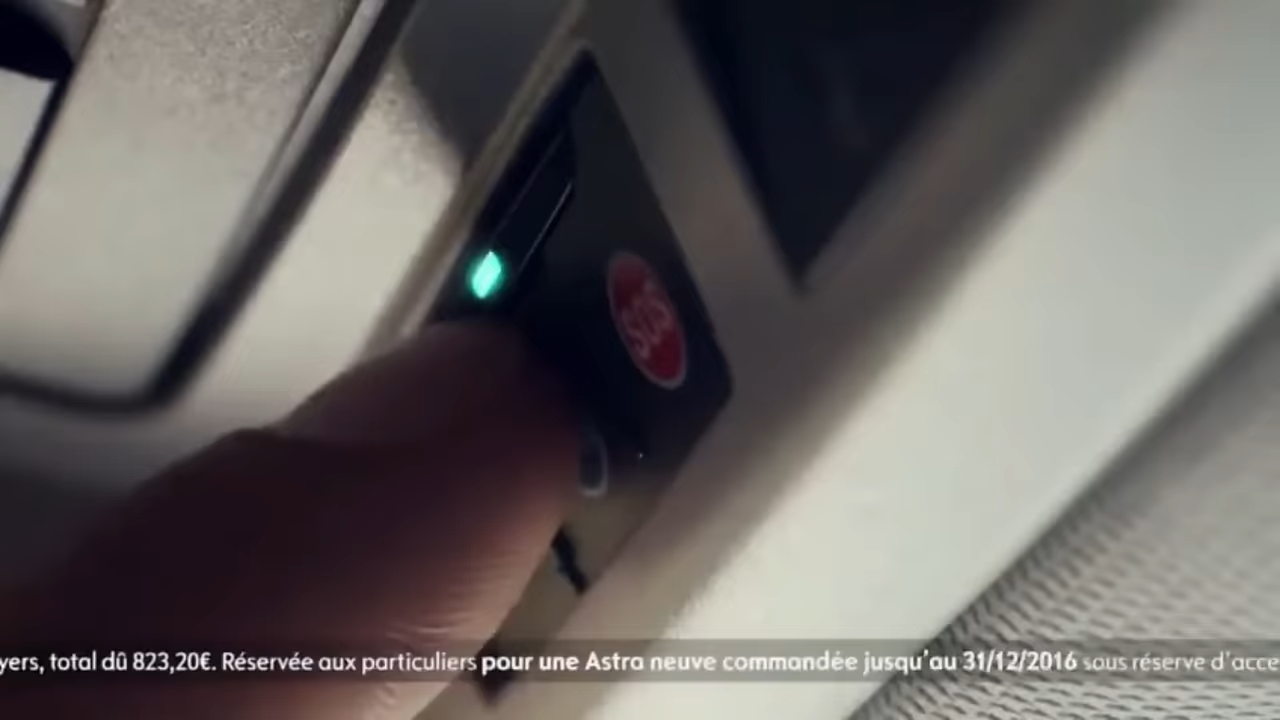 SOS
yers, total dû 823,20€. Réservée aux particuliers pour une Astra neuve commandée jusqu'au 31/12/2016 sous réserve d'acce